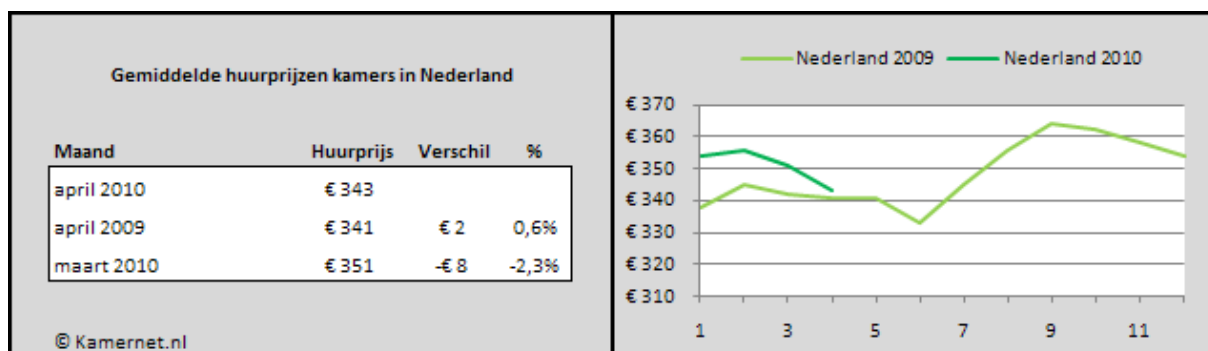 Gemiddelde huurprijzen kamers in Nederland
Maand Huurprijs Verschil %
april 2010 € 343
april 2009 € 341 € 2 0,6%
maart 2010 € 351 -€ 8 -2,3%
© Kamernet.nl
Nederland 2009 Nederland 2010
€ 370
€ 360
€ 350
€ 340
€ 330
€ 320
€ 310
1 3 5 7 9 11